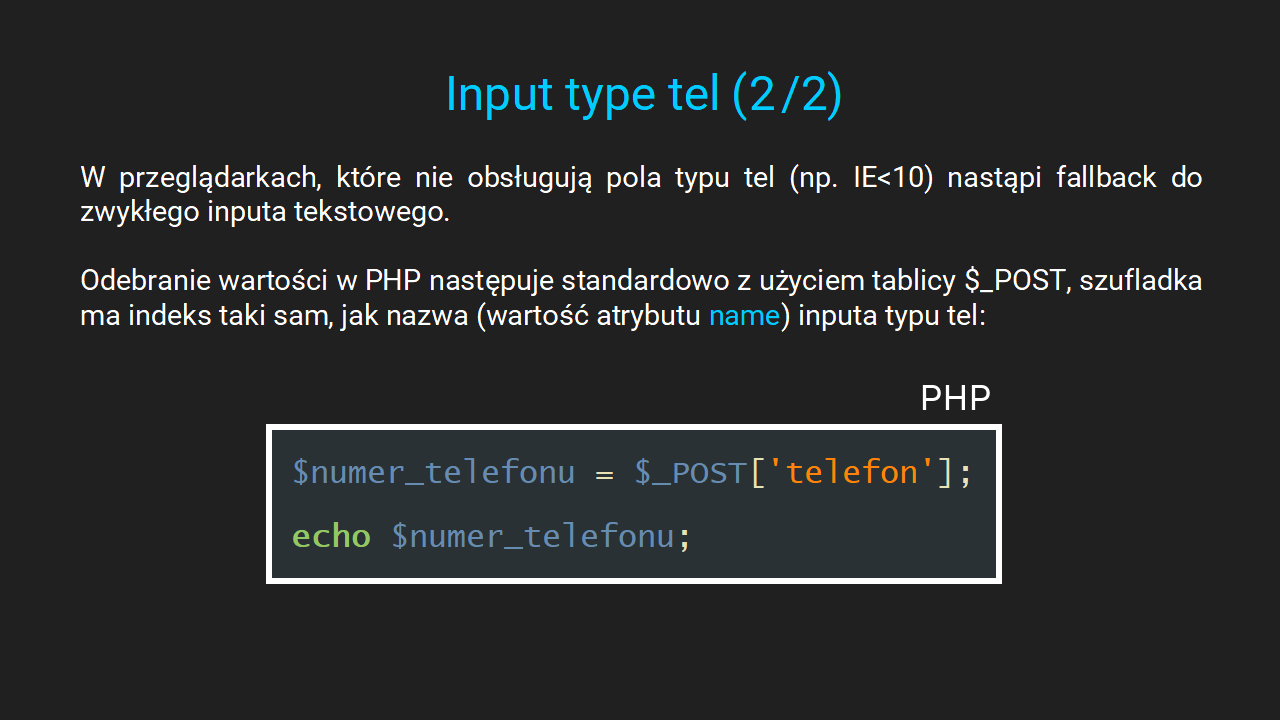 Input type tel (2/2)
W przeglądarkach, które nie obsługują pola typu tel (np. IE<10) nastąpi fallback do
zwykłego inputa tekstowego.
Odebranie wartości w PHP następuje standardowo z użyciem tablicy $_POST, szufladka
ma indeks taki sam, jak nazwa (wartość atrybutu name) inputa typu tel:
PHP
$numer_telefonu = $_POST['telefon'];
echo $numer_telefonu;